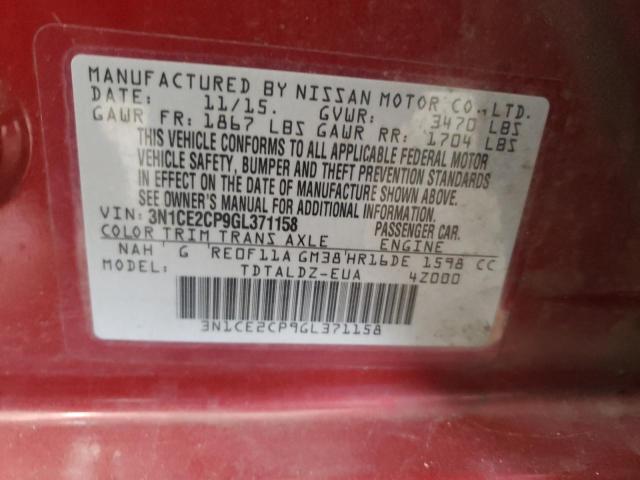 MANUFACTURED BY NISSAN MOTOR CO., LTD.
DATE: 11/15. GVWR: 3470 LBS
GAWR FR: 1867 LBS GAWR RR: 1704 LBS
THIS VEHICLE CONFORMS TO ALL APPLICABLE FEDERAL MOTOR
VEHICLE SAFETY, BUMPER AND THEFT PREVENTION STANDARDS
IN EFFECT ON THE DATE OF MANUFACTURE SHOWN ABOVE.
SEE OWNER'S MANUAL FOR ADDITIONAL INFORMATION
VIN: 3N1CE2CP9GL371158 PASSENGER CAR.
COLOR TRIM TRANS AXLE ENGINE
NAH G RE0F11A GM38 HR16DE 1598 CC
MODEL: TDTALDZ-EUA 4Z000
3N1CE2CP9GL371158